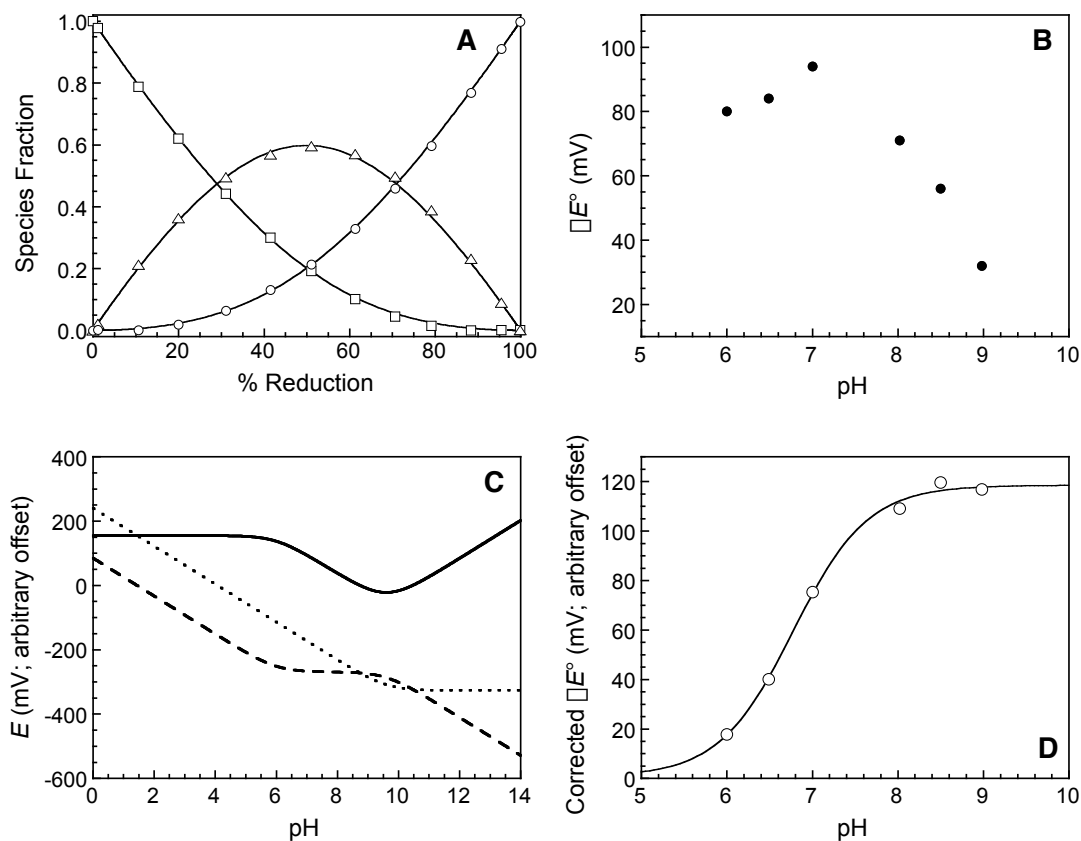 A
1.0
0.8
0.6
0.4
0.2
0.0
Species Fraction
0 20 40 60 80 100
% Reduction
B
100
80
60
40
20
□E° (mV)
5 6 7 8 9 10
pH
C
400
200
0
-200
-400
-600
E (mV; arbitrary offset)
0 2 4 6 8 10 12 14
pH
D
120
100
80
60
40
20
0
Corrected □E° (mV; arbitrary offset)
5 6 7 8 9 10
pH